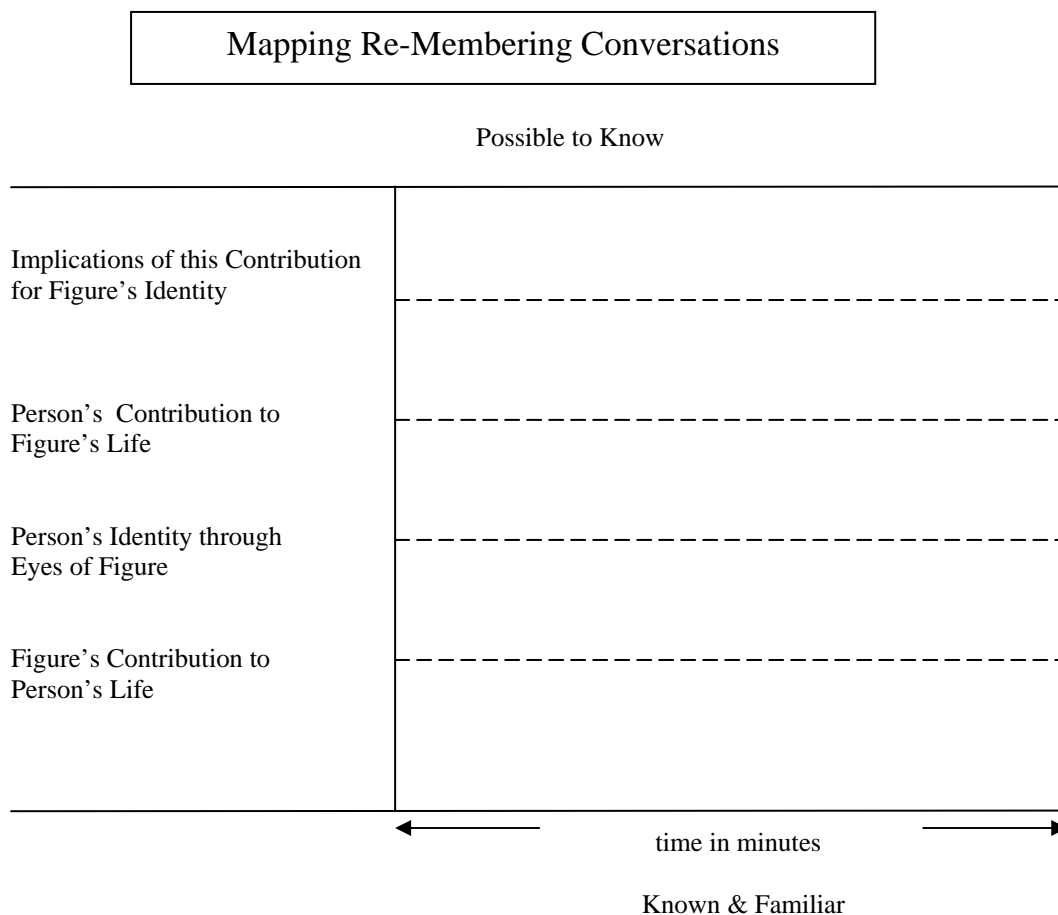 Mapping Re-Membering Conversations
Possible to Know
Implications of this Contribution
for Figure’s Identity
Person’s  Contribution to
Figure’s Life
Person’s Identity through
Eyes of Figure
Figure’s Contribution to
Person’s Life
time in minutes
Known & Familiar